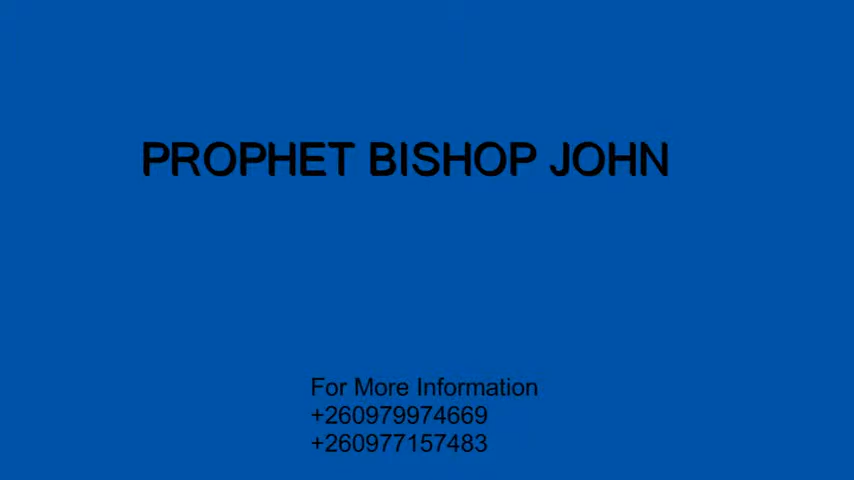 PROPHET BISHOP JOHN
For More Information
+260979974669
+260977157483